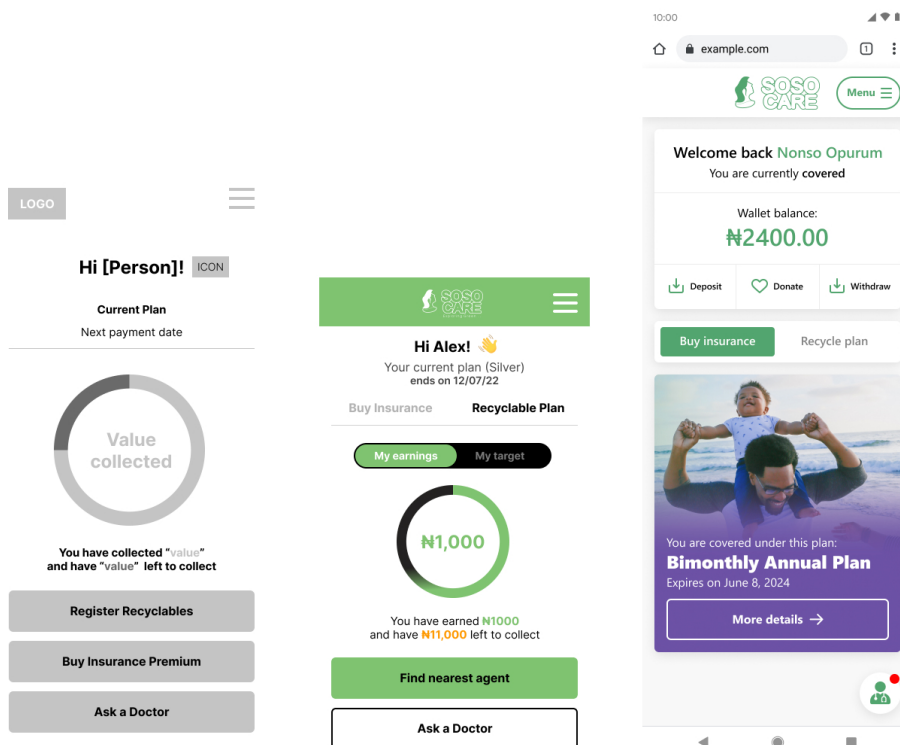 LOGO
Hi [Person]!
ICON
Current Plan
Next payment date
Value
collected
You have collected "value"
and have "value" left to collect
Register Recyclables
Buy Insurance Premium
Ask a Doctor
SOSO
CARE
Hi Alex! 👋
Your current plan (Silver)
ends on 12/07/22
Buy Insurance
Recyclable Plan
My earnings
My target
₦1,000
You have earned ₦1000
and have ₦11,000 left to collect
Find nearest agent
Ask a Doctor
10:00
example.com
1
SOSO
CARE
Menu
Welcome back Nonso Opurum
You are currently covered
Wallet balance:
₦2400.00
Deposit
Donate
Withdraw
Buy insurance
Recycle plan
You are covered under this plan:
Bimonthly Annual Plan
Expires on June 8, 2024
More details →